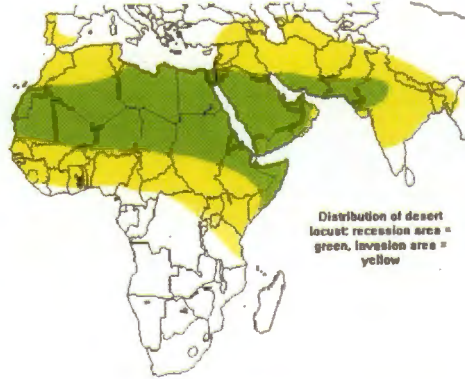 Distribution of desert
locust: recession area =
green, invasion area =
yellow